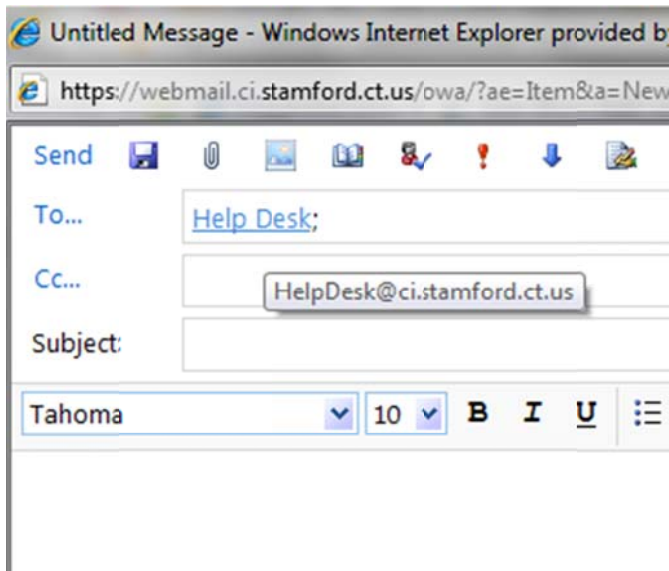 Untitled Message - Windows Internet Explorer provided b
https://webmail.ci.stamford.ct.us/owa/?ae=Item&a=New
Send
To... Help Desk;
Cc...
HelpDesk@ci.stamford.ct.us
Subject:
Tahoma 10 B I U